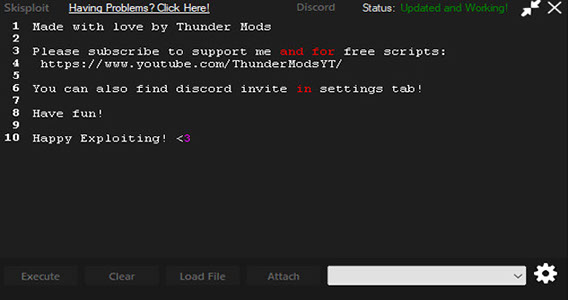 Skisploit Having Problems? Click Here! Discord Status: Updated and Working!
1 Made with love by Thunder Mods
2
3 Please subscribe to support me and for free scripts:
4 https://www.youtube.com/ThunderModsYT/
5
6 You can also find discord invite in settings tab!
7
8 Have fun!
9
10 Happy Exploiting! <3
Execute Clear Load File Attach